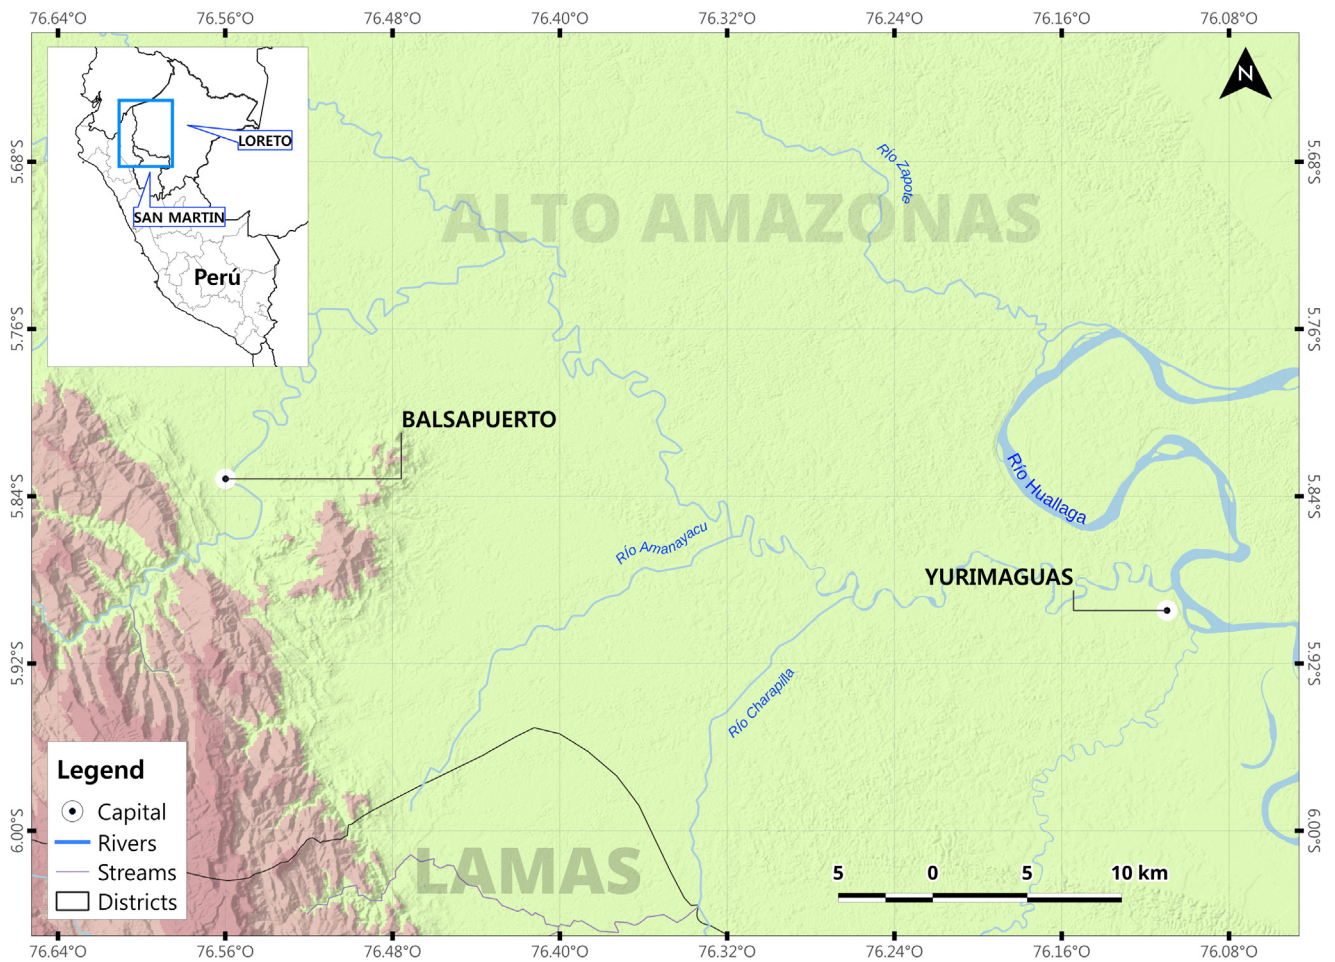 76.64°O 76.56°O 76.48°O 76.40°O 76.32°O 76.24°O 76.16°O 76.08°O
N
LORETO
SAN MARTIN
Perú
5.68°S
5.68°S
Río Zapote
ALTO AMAZONAS
5.76°S
5.76°S
BALSAPUERTO
Río Huallaga
5.84°S
5.84°S
Río Amanayacu
YURIMAGUAS
5.92°S
5.92°S
Río Charapilla
Legend
Capital
Rivers
Streams
Districts
6.00°S
6.00°S
LAMAS
5 0 5 10 km
76.64°O 76.56°O 76.48°O 76.40°O 76.32°O 76.24°O 76.16°O 76.08°O